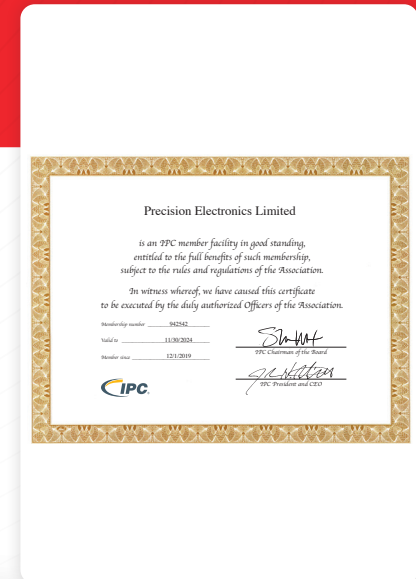 Precision Electronics Limited
is an IPC member facility in good standing,
entitled to the full benefits of such membership,
subject to the rules and regulations of the Association.
In witness whereof, we have caused this certificate
to be executed by the duly authorized Officers of the Association.
Membership number 942542
Valid to 11/30/2024
Member since 12/1/2019
IPC Chairman of the Board
IPC President and CEO
IPC